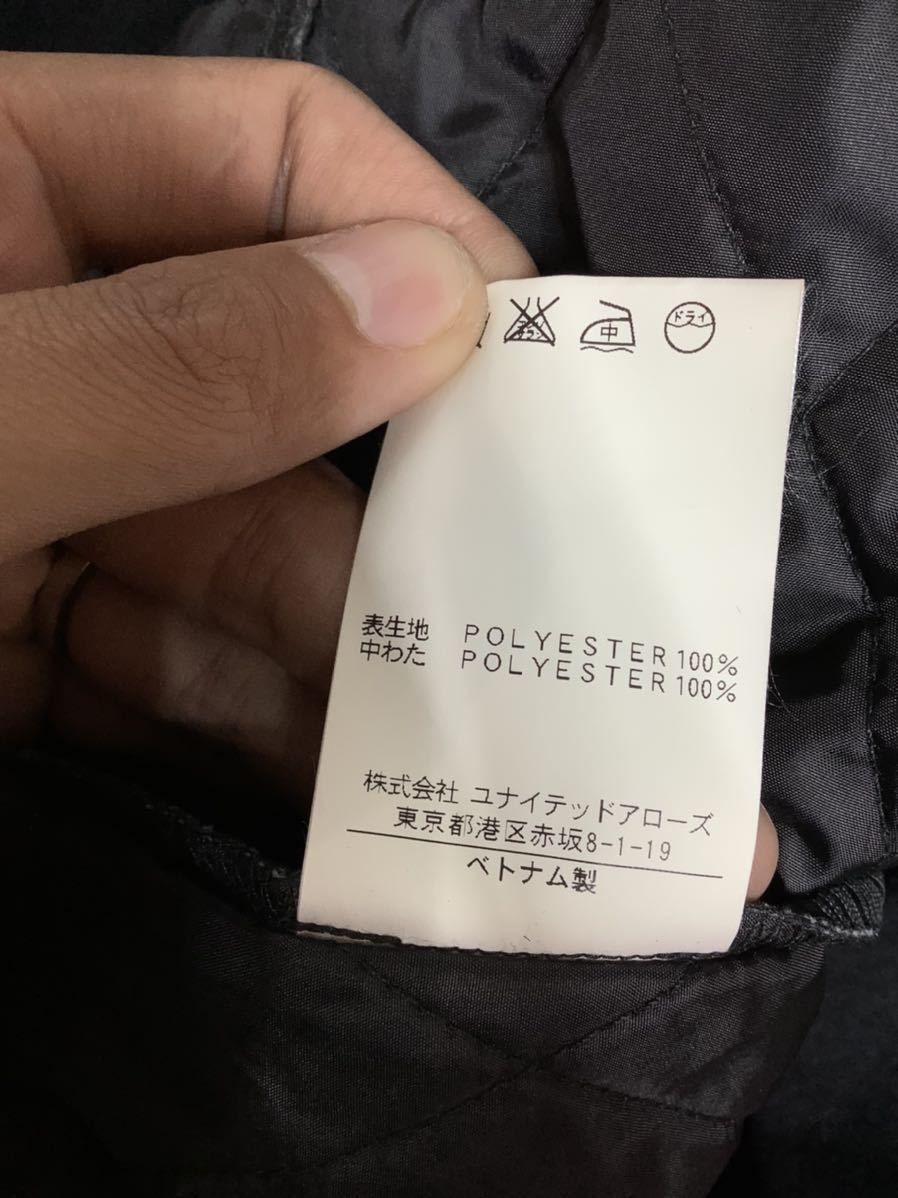 中
ドライ
表生地 POLYESTER 100%
中わた POLYESTER 100%
株式会社 ユナイテッドアローズ
東京都港区赤坂8-1-19
ベトナム製